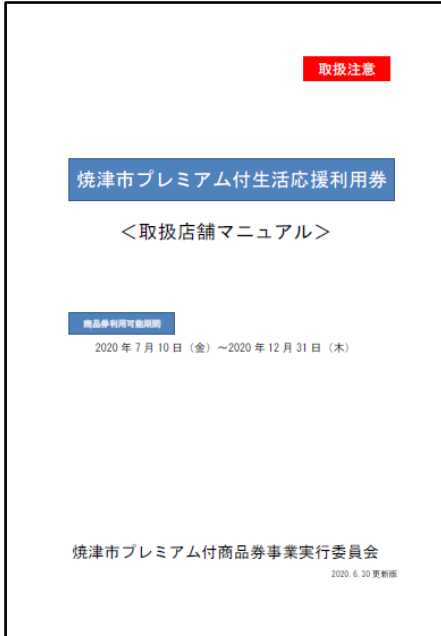 取扱注意
焼津市プレミアム付生活応援利用券
＜取扱店舗マニュアル＞
商品券利用可能期間
2020 年 7 月 10 日（金）～2020 年 12 月 31 日（木）
焼津市プレミアム付商品券事業実行委員会
2020. 6. 30 更新版